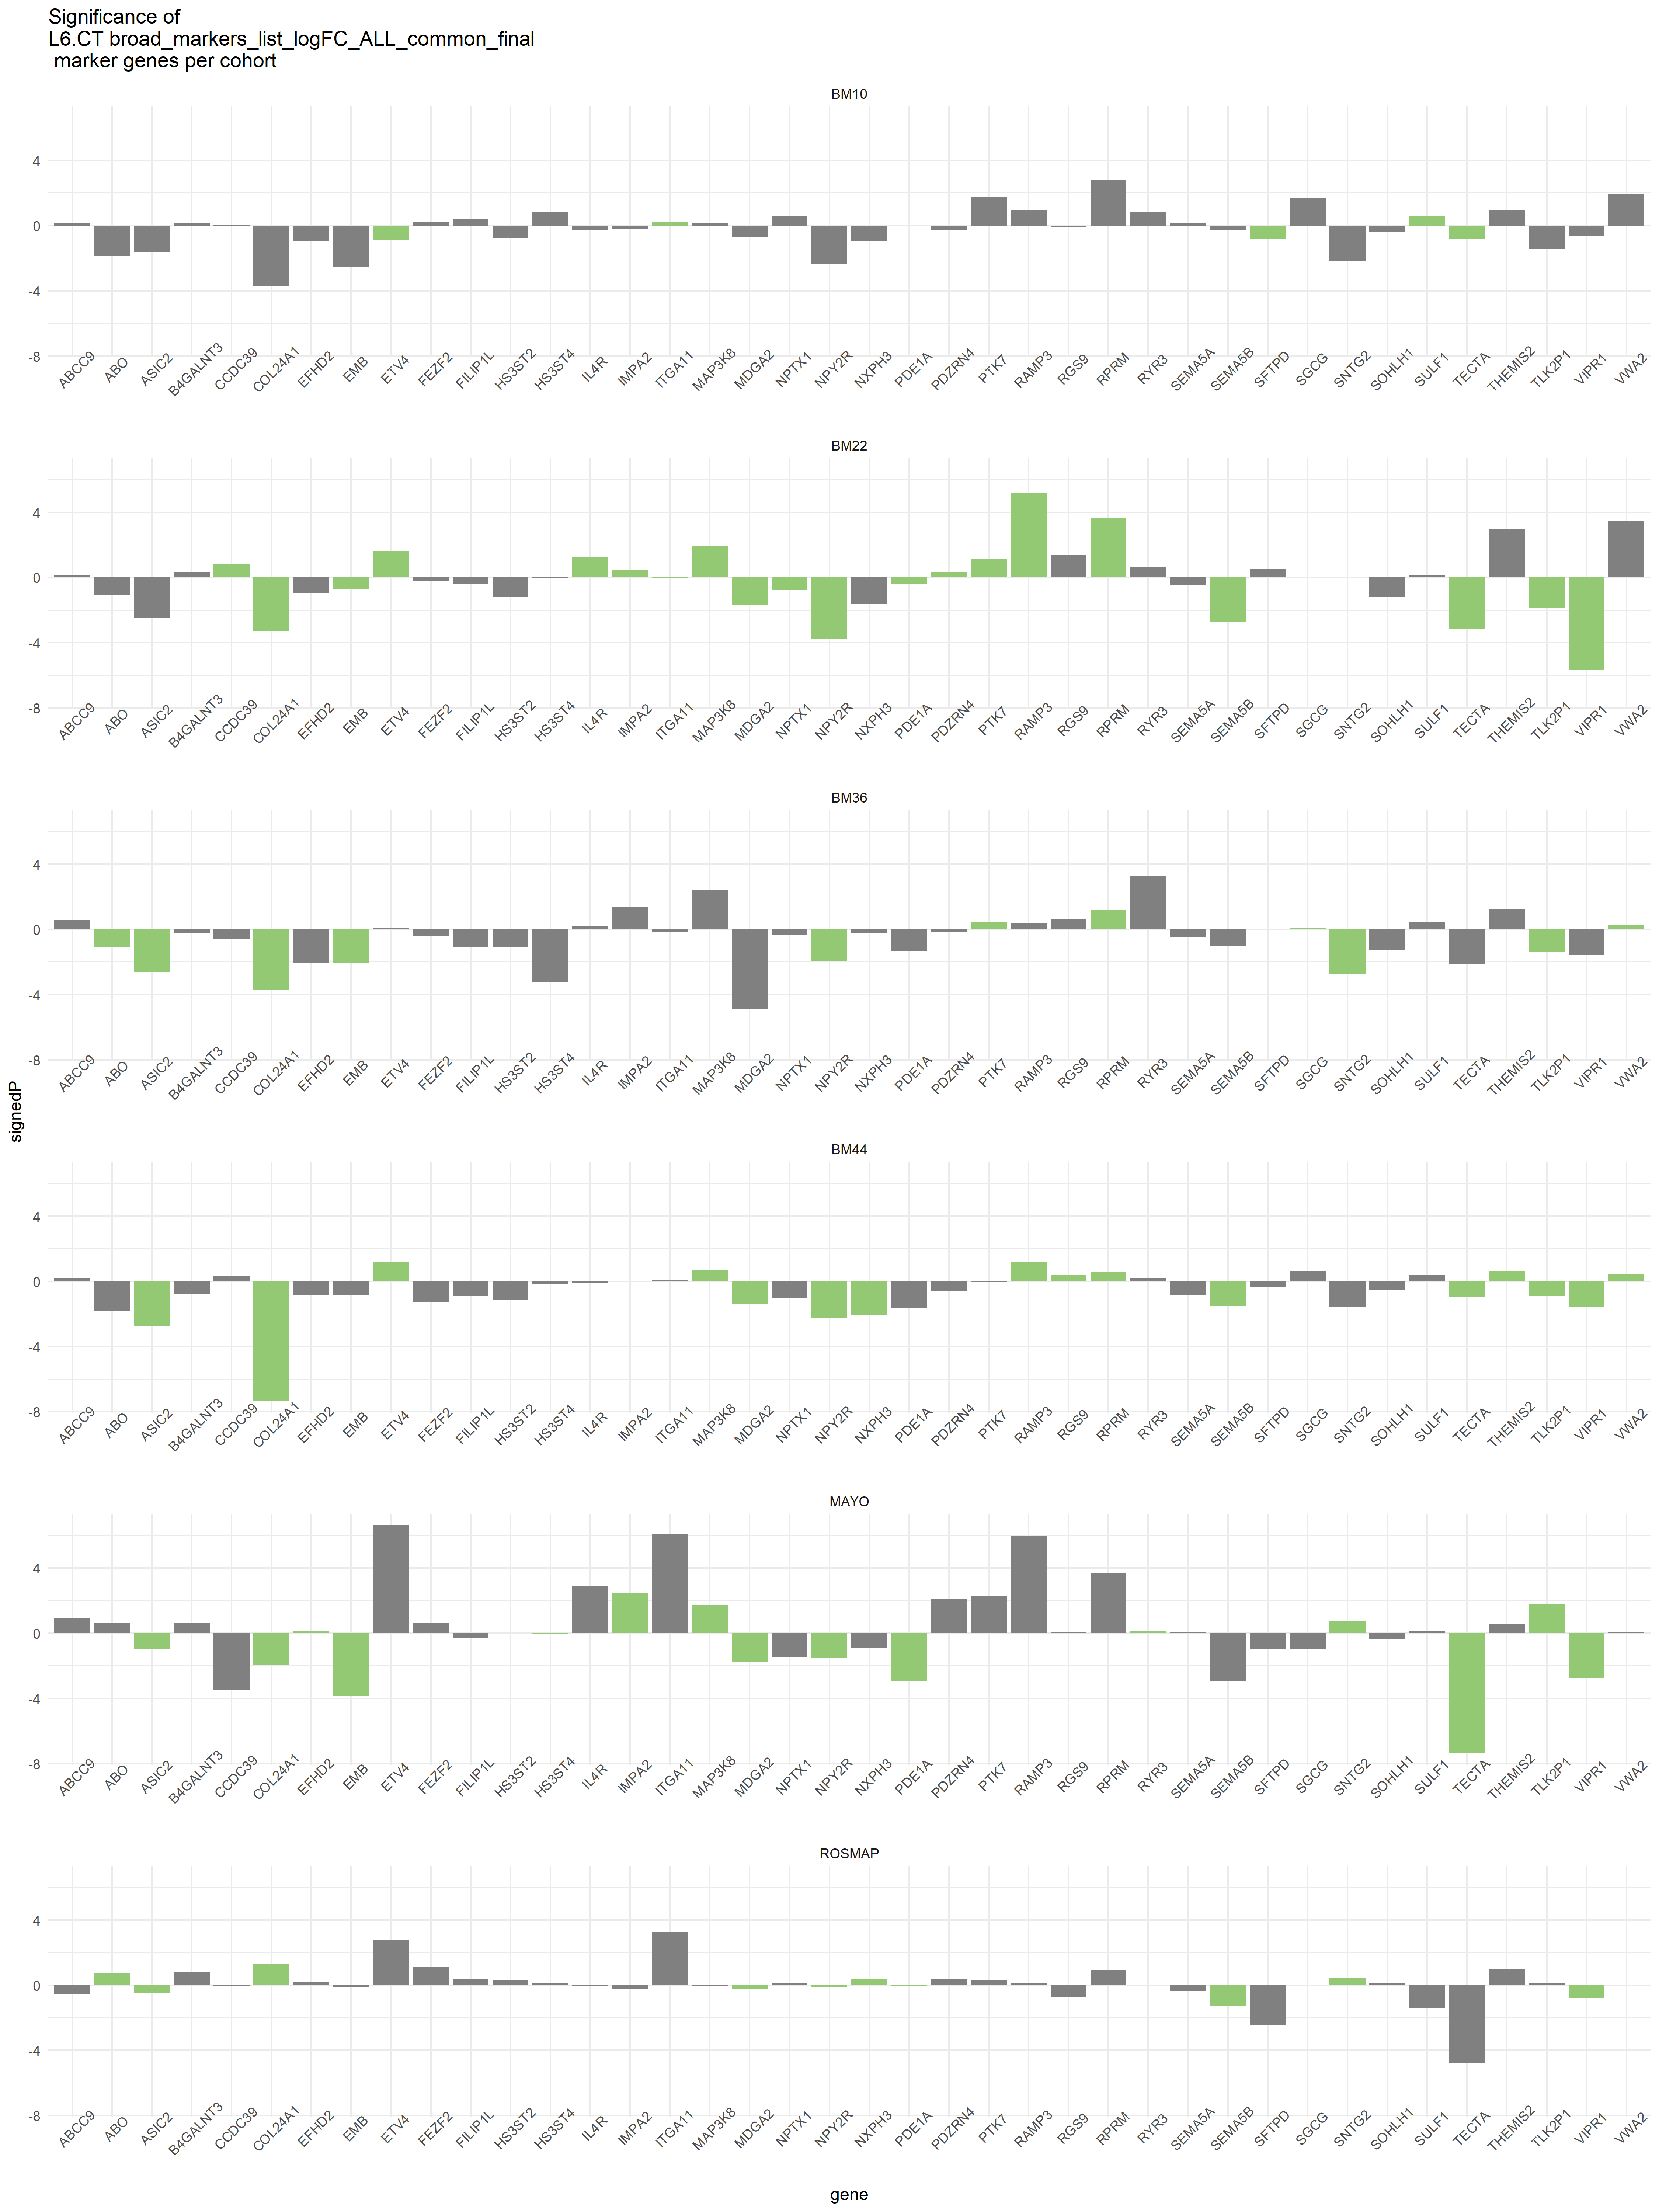 Significance of
L6.CT broad_markers_list_logFC_ALL_common_final
marker genes per cohort
signedP
BM10
4
0
-4
-8
ABCC9 ABO ASIC2 B4GALNT3 CCDC39 COL24A1 EFHD2 EMB ETV4 FEZF2 FILIP1L HS3ST2 HS3ST4 IL4R IMPA2 ITGA11 MAP3K8 MDGA2 NPTX1 NPY2R NXPH3 PDE1A PDZRN4 PTK7 RAMP3 RGS9 RPRM RYR3 SEMA5A SEMA5B SFTPD SGCG SNTG2 SOHLH1 SULF1 TECTA THEMIS2 TLK2P1 VIPR1 VWA2
BM22
4
0
-4
-8
ABCC9 ABO ASIC2 B4GALNT3 CCDC39 COL24A1 EFHD2 EMB ETV4 FEZF2 FILIP1L HS3ST2 HS3ST4 IL4R IMPA2 ITGA11 MAP3K8 MDGA2 NPTX1 NPY2R NXPH3 PDE1A PDZRN4 PTK7 RAMP3 RGS9 RPRM RYR3 SEMA5A SEMA5B SFTPD SGCG SNTG2 SOHLH1 SULF1 TECTA THEMIS2 TLK2P1 VIPR1 VWA2
BM36
4
0
-4
-8
ABCC9 ABO ASIC2 B4GALNT3 CCDC39 COL24A1 EFHD2 EMB ETV4 FEZF2 FILIP1L HS3ST2 HS3ST4 IL4R IMPA2 ITGA11 MAP3K8 MDGA2 NPTX1 NPY2R NXPH3 PDE1A PDZRN4 PTK7 RAMP3 RGS9 RPRM RYR3 SEMA5A SEMA5B SFTPD SGCG SNTG2 SOHLH1 SULF1 TECTA THEMIS2 TLK2P1 VIPR1 VWA2
BM44
4
0
-4
-8
ABCC9 ABO ASIC2 B4GALNT3 CCDC39 COL24A1 EFHD2 EMB ETV4 FEZF2 FILIP1L HS3ST2 HS3ST4 IL4R IMPA2 ITGA11 MAP3K8 MDGA2 NPTX1 NPY2R NXPH3 PDE1A PDZRN4 PTK7 RAMP3 RGS9 RPRM RYR3 SEMA5A SEMA5B SFTPD SGCG SNTG2 SOHLH1 SULF1 TECTA THEMIS2 TLK2P1 VIPR1 VWA2
MAYO
4
0
-4
-8
ABCC9 ABO ASIC2 B4GALNT3 CCDC39 COL24A1 EFHD2 EMB ETV4 FEZF2 FILIP1L HS3ST2 HS3ST4 IL4R IMPA2 ITGA11 MAP3K8 MDGA2 NPTX1 NPY2R NXPH3 PDE1A PDZRN4 PTK7 RAMP3 RGS9 RPRM RYR3 SEMA5A SEMA5B SFTPD SGCG SNTG2 SOHLH1 SULF1 TECTA THEMIS2 TLK2P1 VIPR1 VWA2
ROSMAP
4
0
-4
-8
ABCC9 ABO ASIC2 B4GALNT3 CCDC39 COL24A1 EFHD2 EMB ETV4 FEZF2 FILIP1L HS3ST2 HS3ST4 IL4R IMPA2 ITGA11 MAP3K8 MDGA2 NPTX1 NPY2R NXPH3 PDE1A PDZRN4 PTK7 RAMP3 RGS9 RPRM RYR3 SEMA5A SEMA5B SFTPD SGCG SNTG2 SOHLH1 SULF1 TECTA THEMIS2 TLK2P1 VIPR1 VWA2
gene